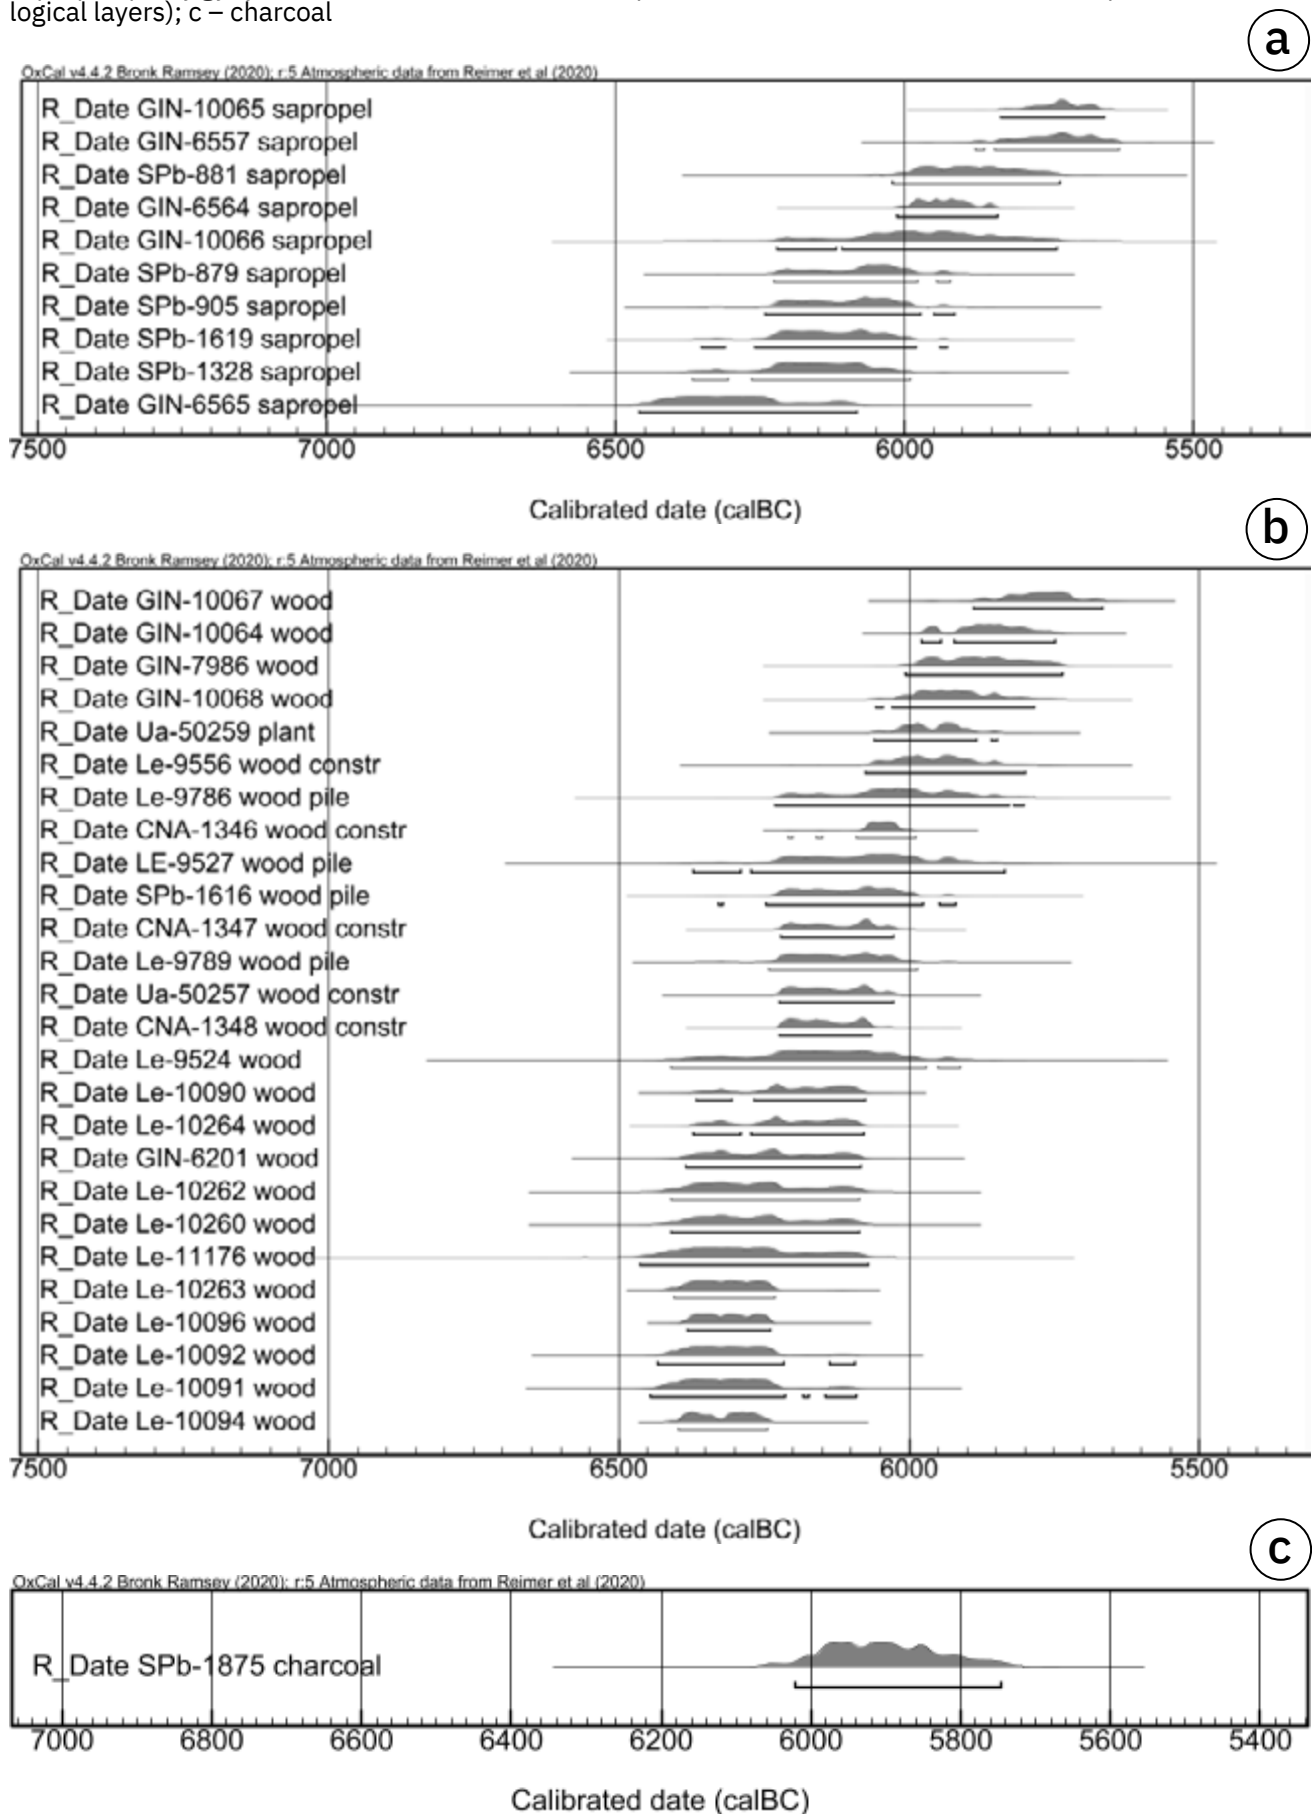 logical layers); c – charcoal
a
OxCal v4.4.2 Bronk Ramsey (2020); r:5 Atmospheric data from Reimer et al (2020)
R_Date GIN-10065 sapropel
R_Date GIN-6557 sapropel
R_Date SPb-881 sapropel
R_Date GIN-6564 sapropel
R_Date GIN-10066 sapropel
R_Date SPb-879 sapropel
R_Date SPb-905 sapropel
R_Date SPb-1619 sapropel
R_Date SPb-1328 sapropel
R_Date GIN-6565 sapropel
7500 7000 6500 6000 5500
Calibrated date (calBC)
b
OxCal v4.4.2 Bronk Ramsey (2020); r:5 Atmospheric data from Reimer et al (2020)
R_Date GIN-10067 wood
R_Date GIN-10064 wood
R_Date GIN-7986 wood
R_Date GIN-10068 wood
R_Date Ua-50259 plant
R_Date Le-9556 wood constr
R_Date Le-9786 wood pile
R_Date CNA-1346 wood constr
R_Date LE-9527 wood pile
R_Date SPb-1616 wood pile
R_Date CNA-1347 wood constr
R_Date Le-9789 wood pile
R_Date Ua-50257 wood constr
R_Date CNA-1348 wood constr
R_Date Le-9524 wood
R_Date Le-10090 wood
R_Date Le-10264 wood
R_Date GIN-6201 wood
R_Date Le-10262 wood
R_Date Le-10260 wood
R_Date Le-11176 wood
R_Date Le-10263 wood
R_Date Le-10096 wood
R_Date Le-10092 wood
R_Date Le-10091 wood
R_Date Le-10094 wood
7500 7000 6500 6000 5500
Calibrated date (calBC)
c
OxCal v4.4.2 Bronk Ramsey (2020); r:5 Atmospheric data from Reimer et al (2020)
R_Date SPb-1875 charcoal
7000 6800 6600 6400 6200 6000 5800 5600 5400
Calibrated date (calBC)